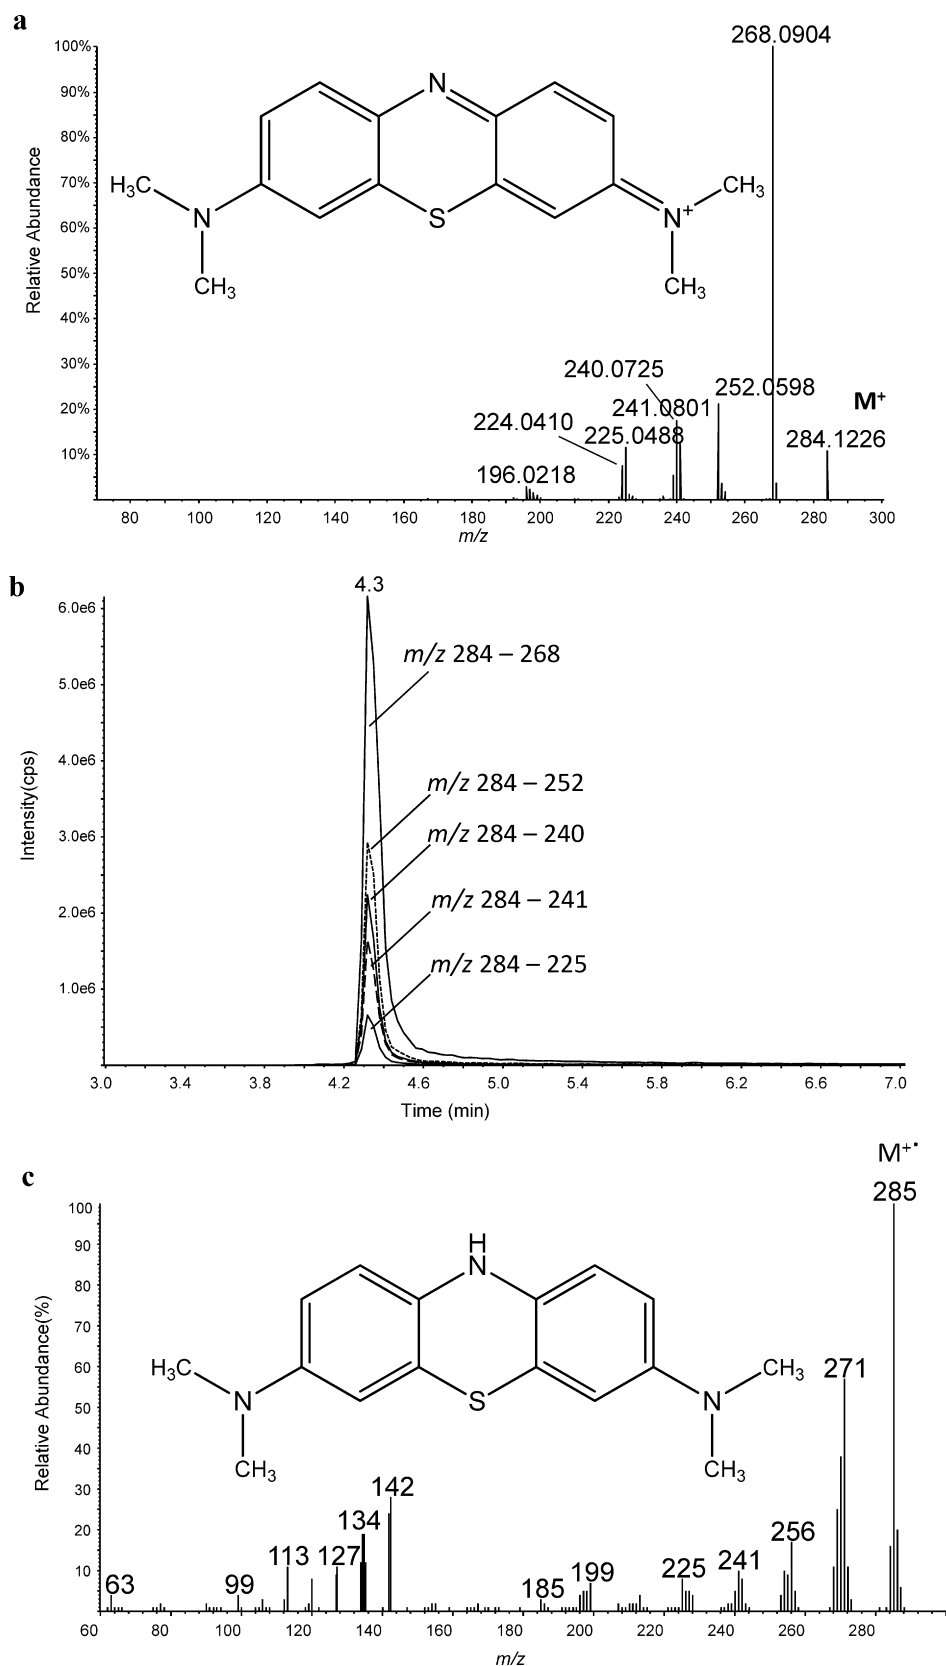 a
268.0904
100%
90%
80%
70%
60%
50%
40%
30%
20%
10%
Relative Abundance
N
H₃C
N
CH₃
S
N⁺
CH₃
CH₃
240.0725
252.0598
M⁺
241.0801
224.0410
225.0488
284.1226
196.0218
80 100 120 140 160 180 200 220 240 260 280 300
m/z
b
4.3
6.0e6
5.0e6
4.0e6
3.0e6
2.0e6
1.0e6
Intensity(cps)
m/z 284 – 268
m/z 284 – 252
m/z 284 – 240
m/z 284 – 241
m/z 284 – 225
3.0 3.4 3.8 4.2 4.6 5.0 5.4 5.8 6.2 6.6 7.0
Time (min)
M⁺•
c
285
100
90
80
70
60
50
40
30
20
10
Relative Abundance(%)
H
N
H₃C
N
CH₃
S
N
CH₃
CH₃
271
142
134
113 127
256
63
99
185
199
225
241
60 80 100 120 140 160 180 200 220 240 260 280
m/z